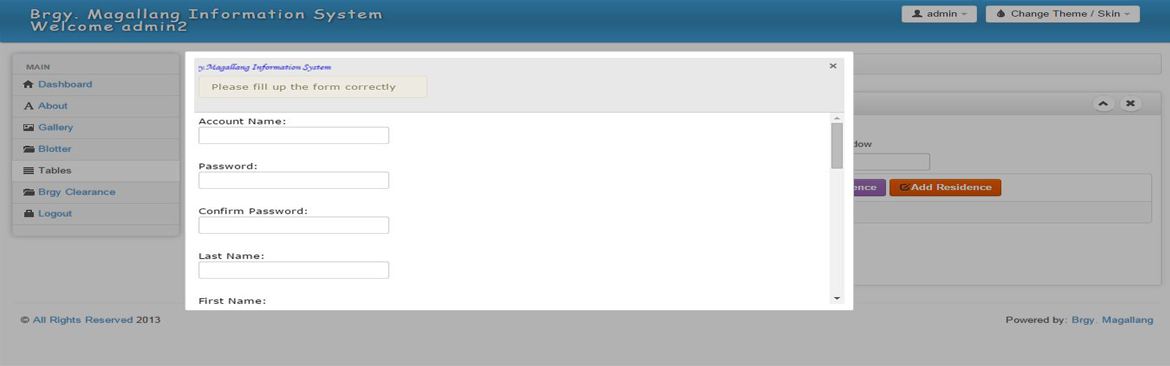 Brgy. Magallang Information System
Welcome admin2
admin
Change Theme / Skin
MAIN
Dashboard
About
Gallery
Blotter
Tables
Brgy Clearance
Logout
y.Magallang Information System
Please fill up the form correctly
Account Name:
Password:
Confirm Password:
Last Name:
First Name:
dow
ence
Add Residence
© All Rights Reserved 2013
Powered by: Brgy. Magallang